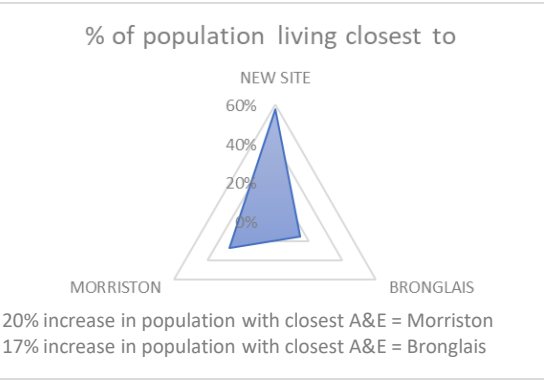 % of population living closest to
NEW SITE
60%
40%
20%
0%
MORRISTON
BRONGLAIS
20% increase in population with closest A&E = Morriston
17% increase in population with closest A&E = Bronglais